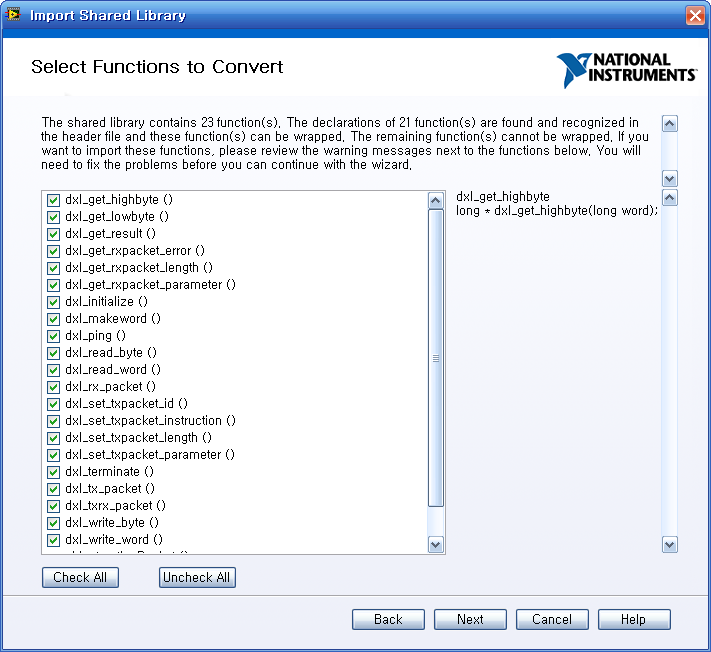 Import Shared Library
Select Functions to Convert
NATIONAL
INSTRUMENTS™
The shared library contains 23 function(s). The declarations of 21 function(s) are found and recognized in
the header file and these function(s) can be wrapped. The remaining function(s) cannot be wrapped. If you
want to import these functions, please review the warning messages next to the functions below. You will
need to fix the problems before you can continue with the wizard.
dxl_get_highbyte ()
dxl_get_lowbyte ()
dxl_get_result ()
dxl_get_rxpacket_error ()
dxl_get_rxpacket_length ()
dxl_get_rxpacket_parameter ()
dxl_initialize ()
dxl_makeword ()
dxl_ping ()
dxl_read_byte ()
dxl_read_word ()
dxl_rx_packet ()
dxl_set_txpacket_id ()
dxl_set_txpacket_instruction ()
dxl_set_txpacket_length ()
dxl_set_txpacket_parameter ()
dxl_terminate ()
dxl_tx_packet ()
dxl_txrx_packet ()
dxl_write_byte ()
dxl_write_word ()
dxl_get_highbyte
long * dxl_get_highbyte(long word);
Check All
Uncheck All
Back
Next
Cancel
Help